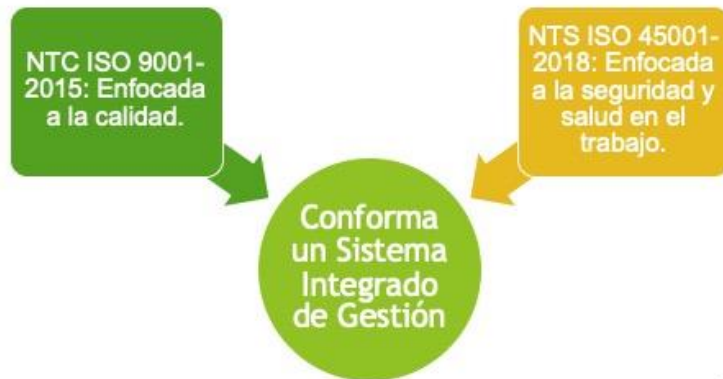 NTC ISO 9001-
2015: Enfocada
a la calidad.
NTS ISO 45001-
2018: Enfocada
a la seguridad y
salud en el
trabajo.
Conforma
un Sistema
Integrado
de Gestión